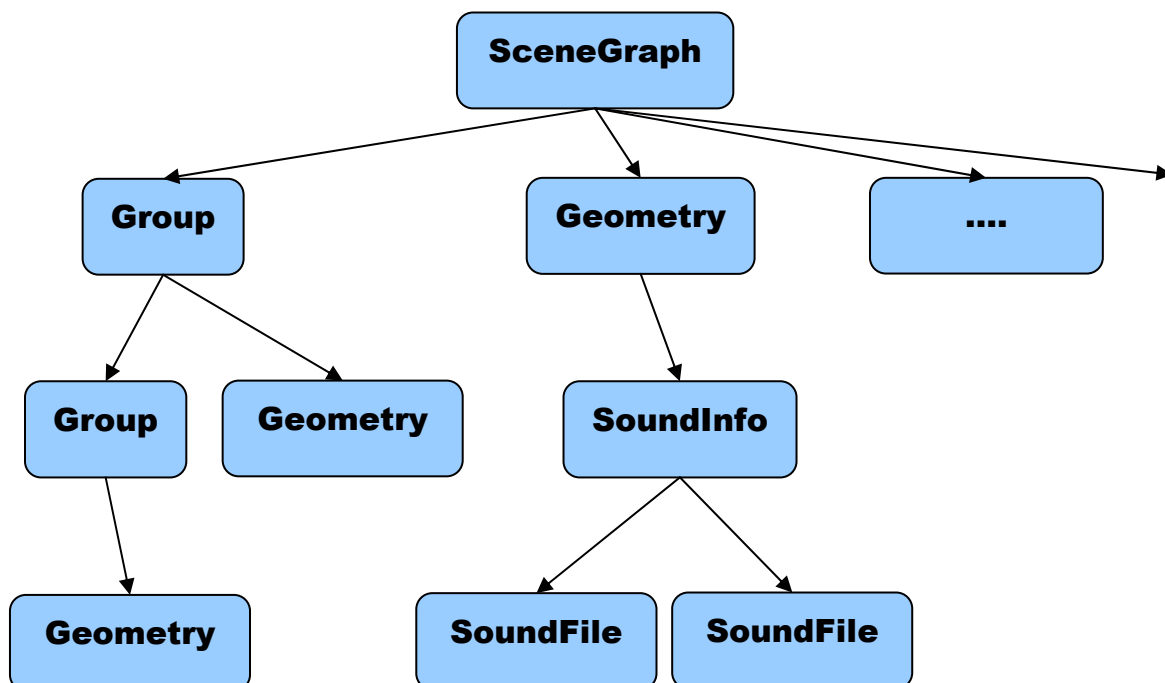 SceneGraph
Group
Geometry
....
Group
Geometry
SoundInfo
Geometry
SoundFile
SoundFile